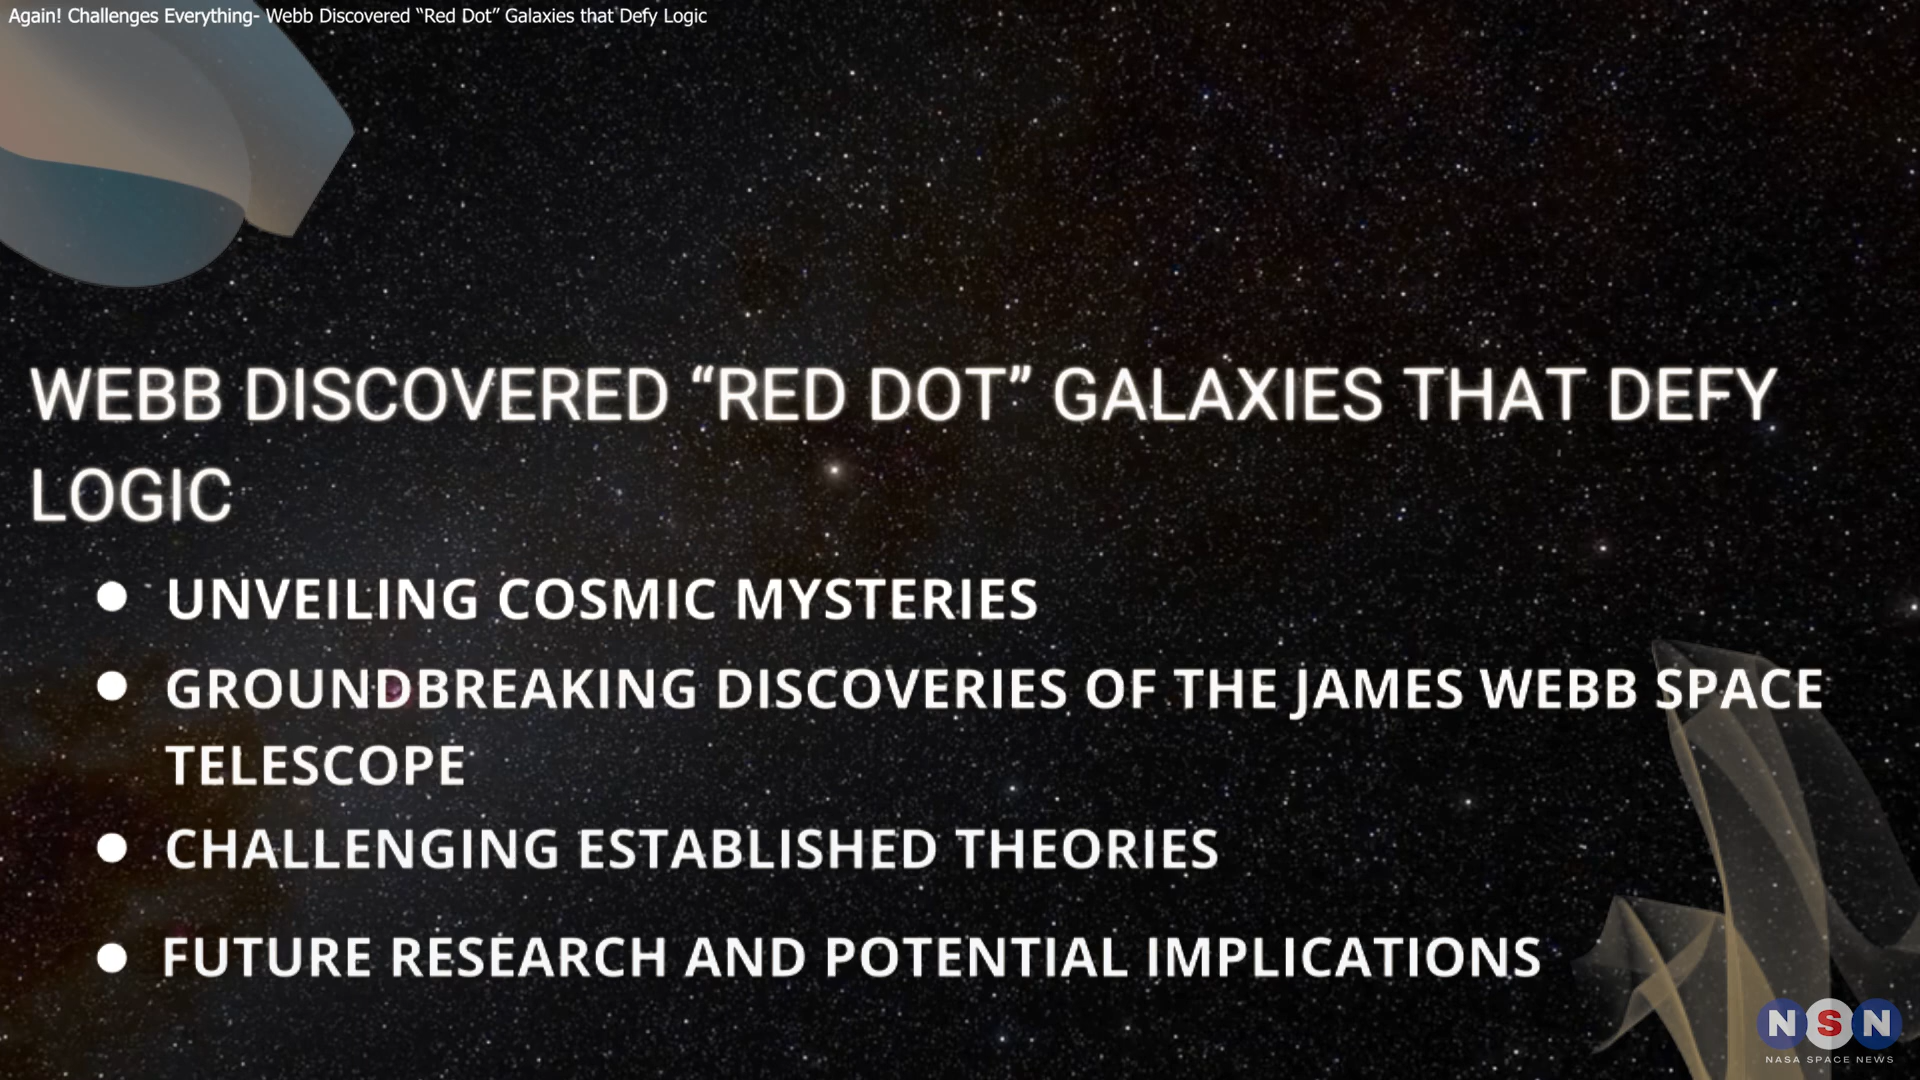 Again! Challenges Everything- Webb Discovered “Red Dot” Galaxies that Defy Logic
WEBB DISCOVERED “RED DOT” GALAXIES THAT DEFY
LOGIC
● UNVEILING COSMIC MYSTERIES
● GROUNDBREAKING DISCOVERIES OF THE JAMES WEBB SPACE
TELESCOPE
● CHALLENGING ESTABLISHED THEORIES
● FUTURE RESEARCH AND POTENTIAL IMPLICATIONS
NSN
NASA SPACE NEWS